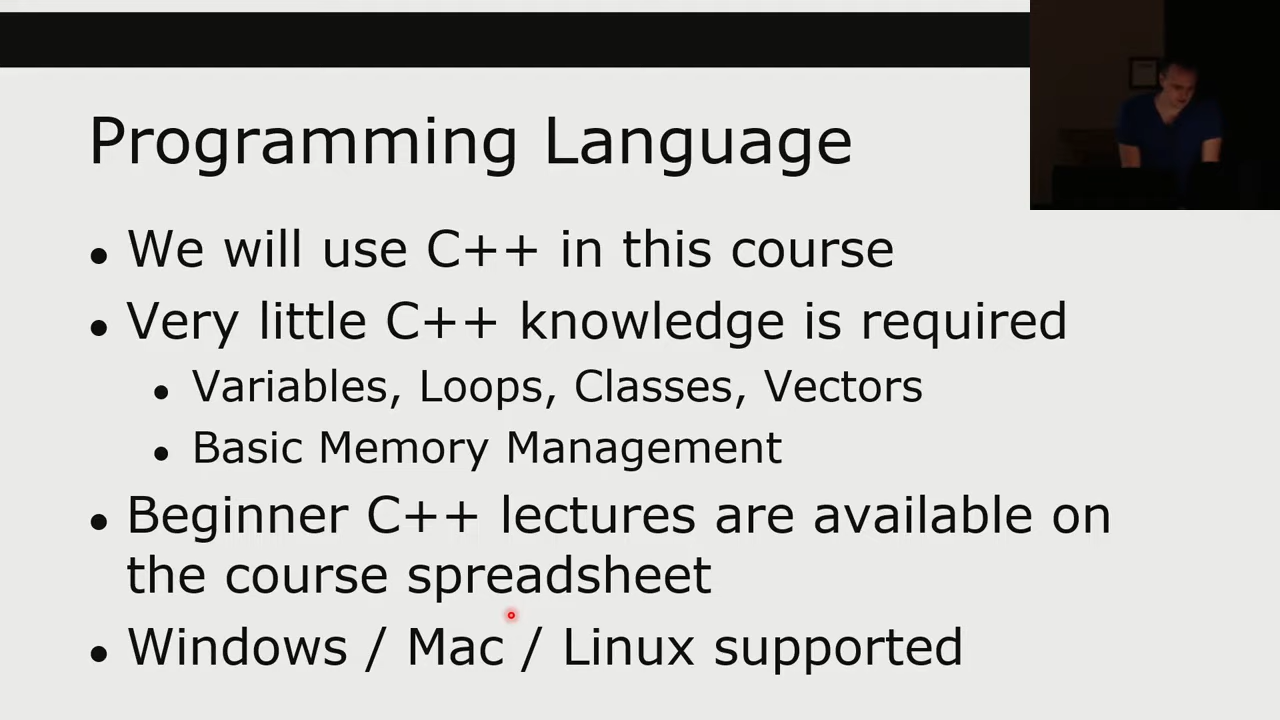 Programming Language
• We will use C++ in this course
• Very little C++ knowledge is required
• Variables, Loops, Classes, Vectors
• Basic Memory Management
• Beginner C++ lectures are available on
the course spreadsheet
• Windows / Mac / Linux supported